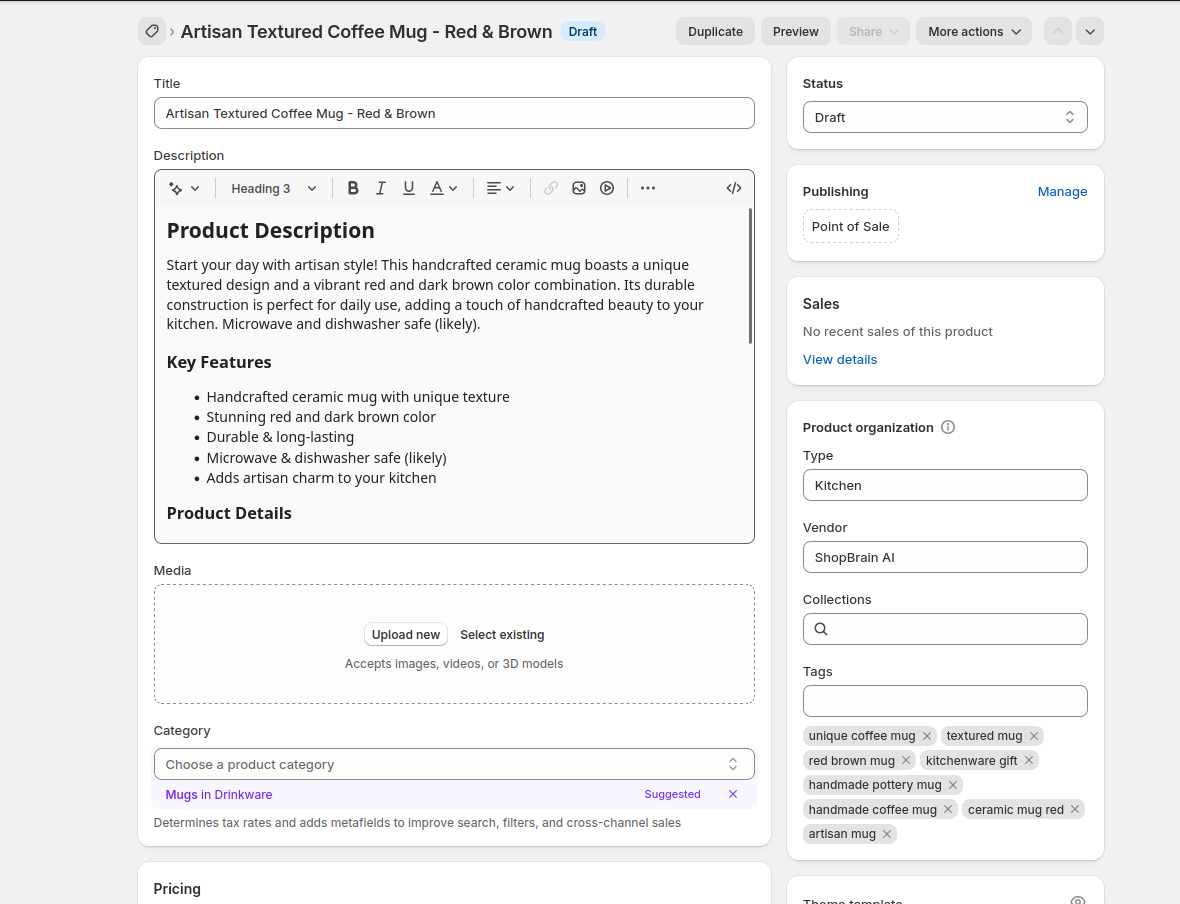 Artisan Textured Coffee Mug - Red & Brown Draft Duplicate Preview Share More actions
Title
Artisan Textured Coffee Mug - Red & Brown
Description
Heading 3 B I U A
Product Description
Start your day with artisan style! This handcrafted ceramic mug boasts a unique
textured design and a vibrant red and dark brown color combination. Its durable
construction is perfect for daily use, adding a touch of handcrafted beauty to your
kitchen. Microwave and dishwasher safe (likely).
Key Features
• Handcrafted ceramic mug with unique texture
• Stunning red and dark brown color
• Durable & long-lasting
• Microwave & dishwasher safe (likely)
• Adds artisan charm to your kitchen
Product Details
Media
Upload new Select existing
Accepts images, videos, or 3D models
Category
Choose a product category
Mugs in Drinkware Suggested
Determines tax rates and adds metafields to improve search, filters, and cross-channel sales
Pricing
Status
Draft
Publishing Manage
Point of Sale
Sales
No recent sales of this product
View details
Product organization
Type
Kitchen
Vendor
ShopBrain AI
Collections
Tags
unique coffee mug textured mug
red brown mug kitchenware gift
handmade pottery mug
handmade coffee mug ceramic mug red
artisan mug
Theme template